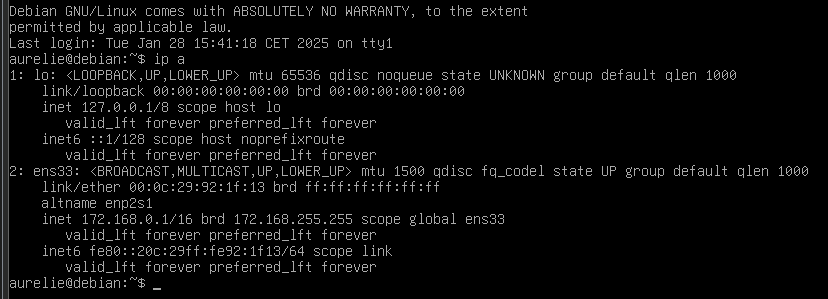 Debian GNU/Linux comes with ABSOLUTELY NO WARRANTY, to the extent
permitted by applicable law.
Last login: Tue Jan 28 15:41:18 CET 2025 on tty1
aurelie@debian:~$ ip a
1: lo: <LOOPBACK,UP,LOWER_UP> mtu 65536 qdisc noqueue state UNKNOWN group default qlen 1000
    link/loopback 00:00:00:00:00:00 brd 00:00:00:00:00:00
    inet 127.0.0.1/8 scope host lo
       valid_lft forever preferred_lft forever
    inet6 ::1/128 scope host noprefixroute
       valid_lft forever preferred_lft forever
2: ens33: <BROADCAST,MULTICAST,UP,LOWER_UP> mtu 1500 qdisc fq_codel state UP group default qlen 1000
    link/ether 00:0c:29:92:1f:13 brd ff:ff:ff:ff:ff:ff
    altname enp2s1
    inet 172.168.0.1/16 brd 172.168.255.255 scope global ens33
       valid_lft forever preferred_lft forever
    inet6 fe80::20c:29ff:fe92:1f13/64 scope link
       valid_lft forever preferred_lft forever
aurelie@debian:~$ _